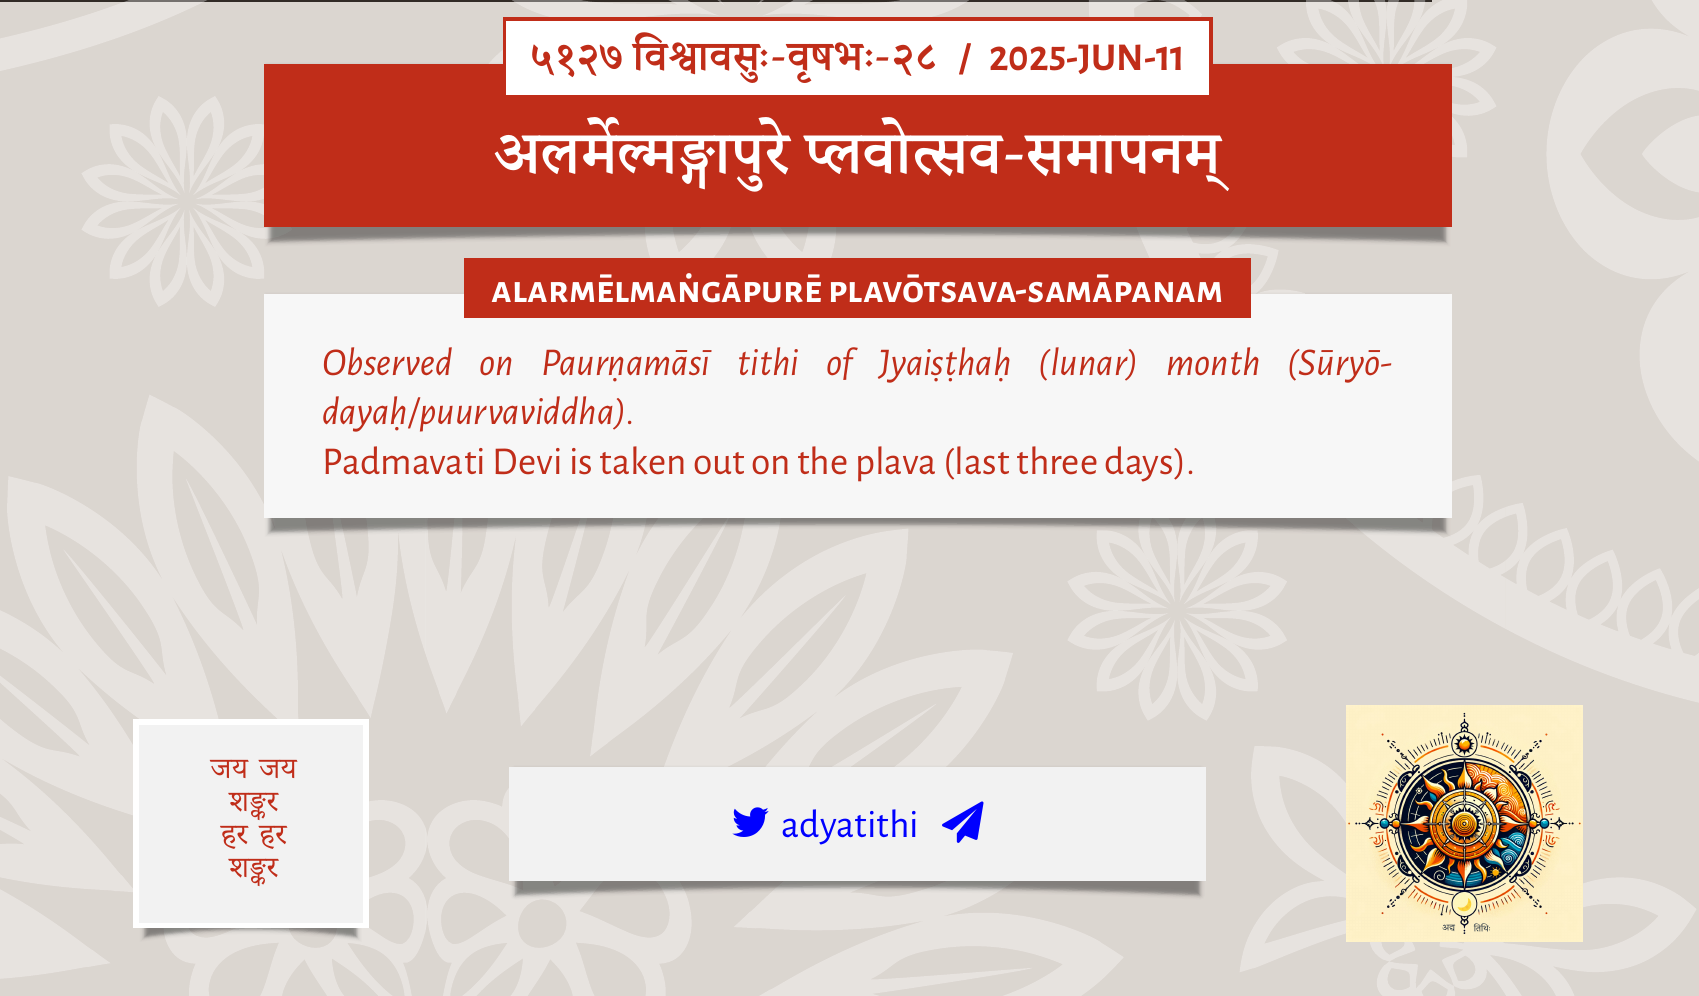 ५१२७ विश्वावसुः-वृषभः-२८ / 2025-JUN-11
अलर्मेल्मङ्गापुरे प्लवोत्सव-समापनम्
ALARMĒLMAṄGĀPURĒ PLAVŌTSAVA-SAMĀPANAM
Observed on Paurṇamāsī tithi of Jyaiṣṭhaḥ (lunar) month (Sūryō-
dayaḥ/puurvaviddha).
Padmavati Devi is taken out on the plava (last three days).
जय जय
शङ्कर
हर हर
शङ्कर
adyatithi
अद्य तिथिः